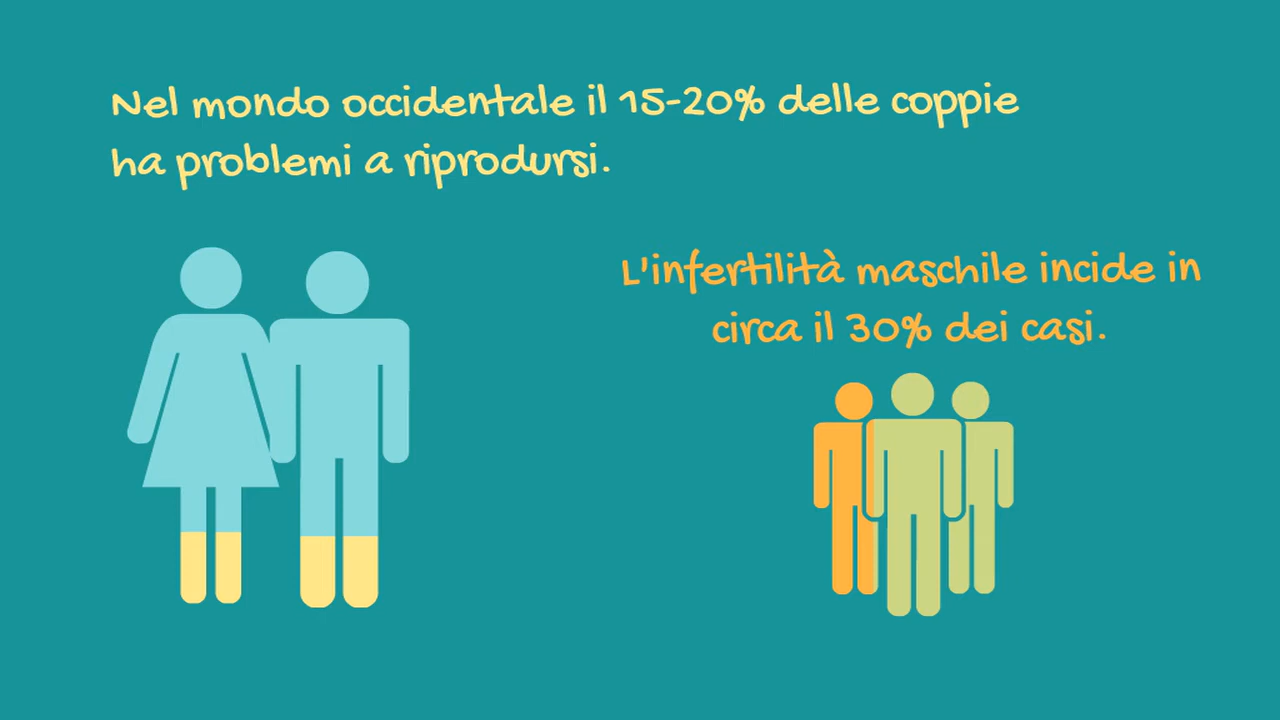 Nel mondo occidentale il 15-20% delle coppie
ha problemi a riprodursi.
L'infertilità maschile incide in
circa il 30% dei casi.